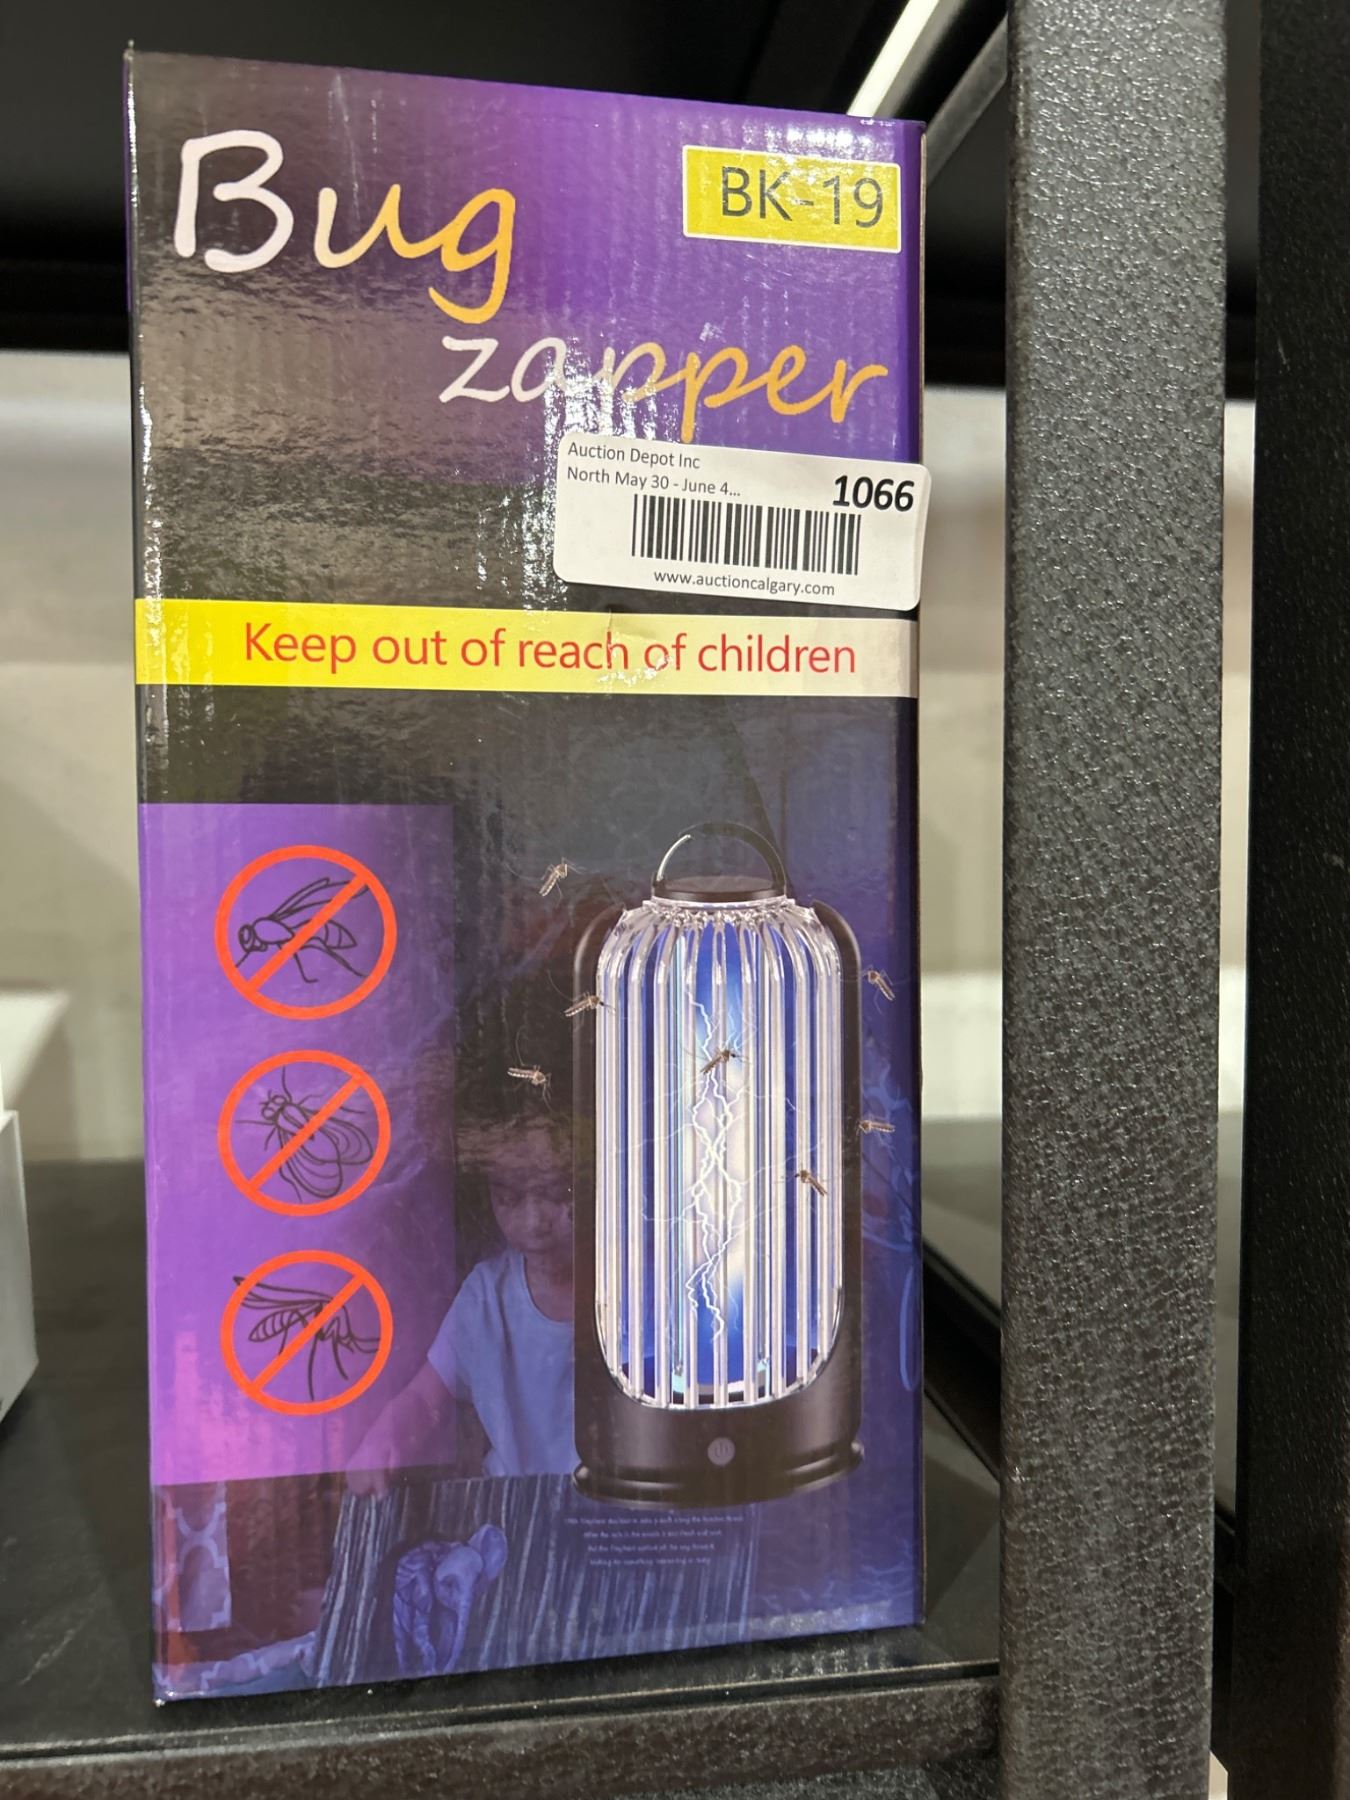 Bug
zapper
BK-19
Auction Depot Inc
North May 30 - June 4...
1066
www.auctioncalgary.com
Keep out of reach of children